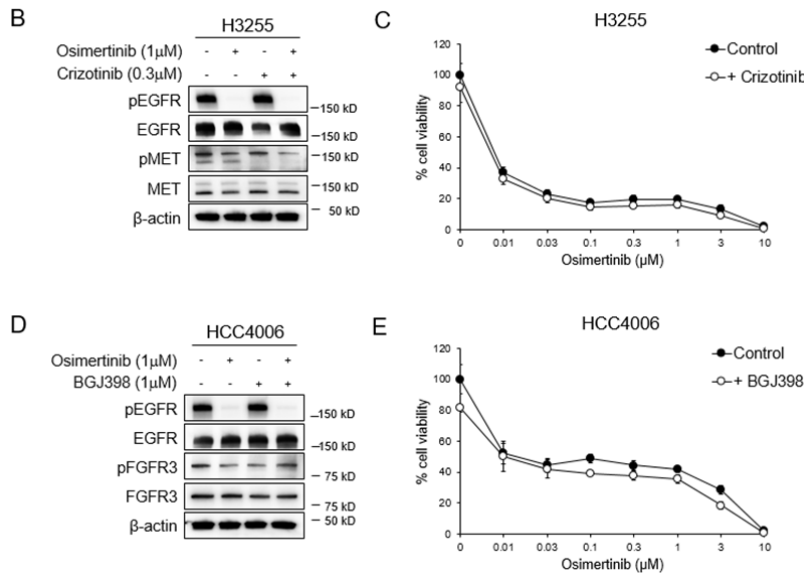 B
H3255
Osimertinib (1µM) - + - +
Crizotinib (0.3µM) - - + +
pEGFR
150 kD
EGFR
150 kD
pMET
150 kD
MET
150 kD
β-actin
50 kD
C
H3255
Control
+ Crizotinib
% cell viability
120
100
80
60
40
20
0
0 0.01 0.03 0.1 0.3 1 3 10
Osimertinib (µM)
D
HCC4006
Osimertinib (1µM) - + - +
BGJ398 (1µM) - - + +
pEGFR
150 kD
EGFR
150 kD
pFGFR3
75 kD
FGFR3
75 kD
β-actin
50 kD
E
HCC4006
Control
+ BGJ398
% cell viability
120
100
80
60
40
20
0
0 0.01 0.03 0.1 0.3 1 3 10
Osimertinib (µM)